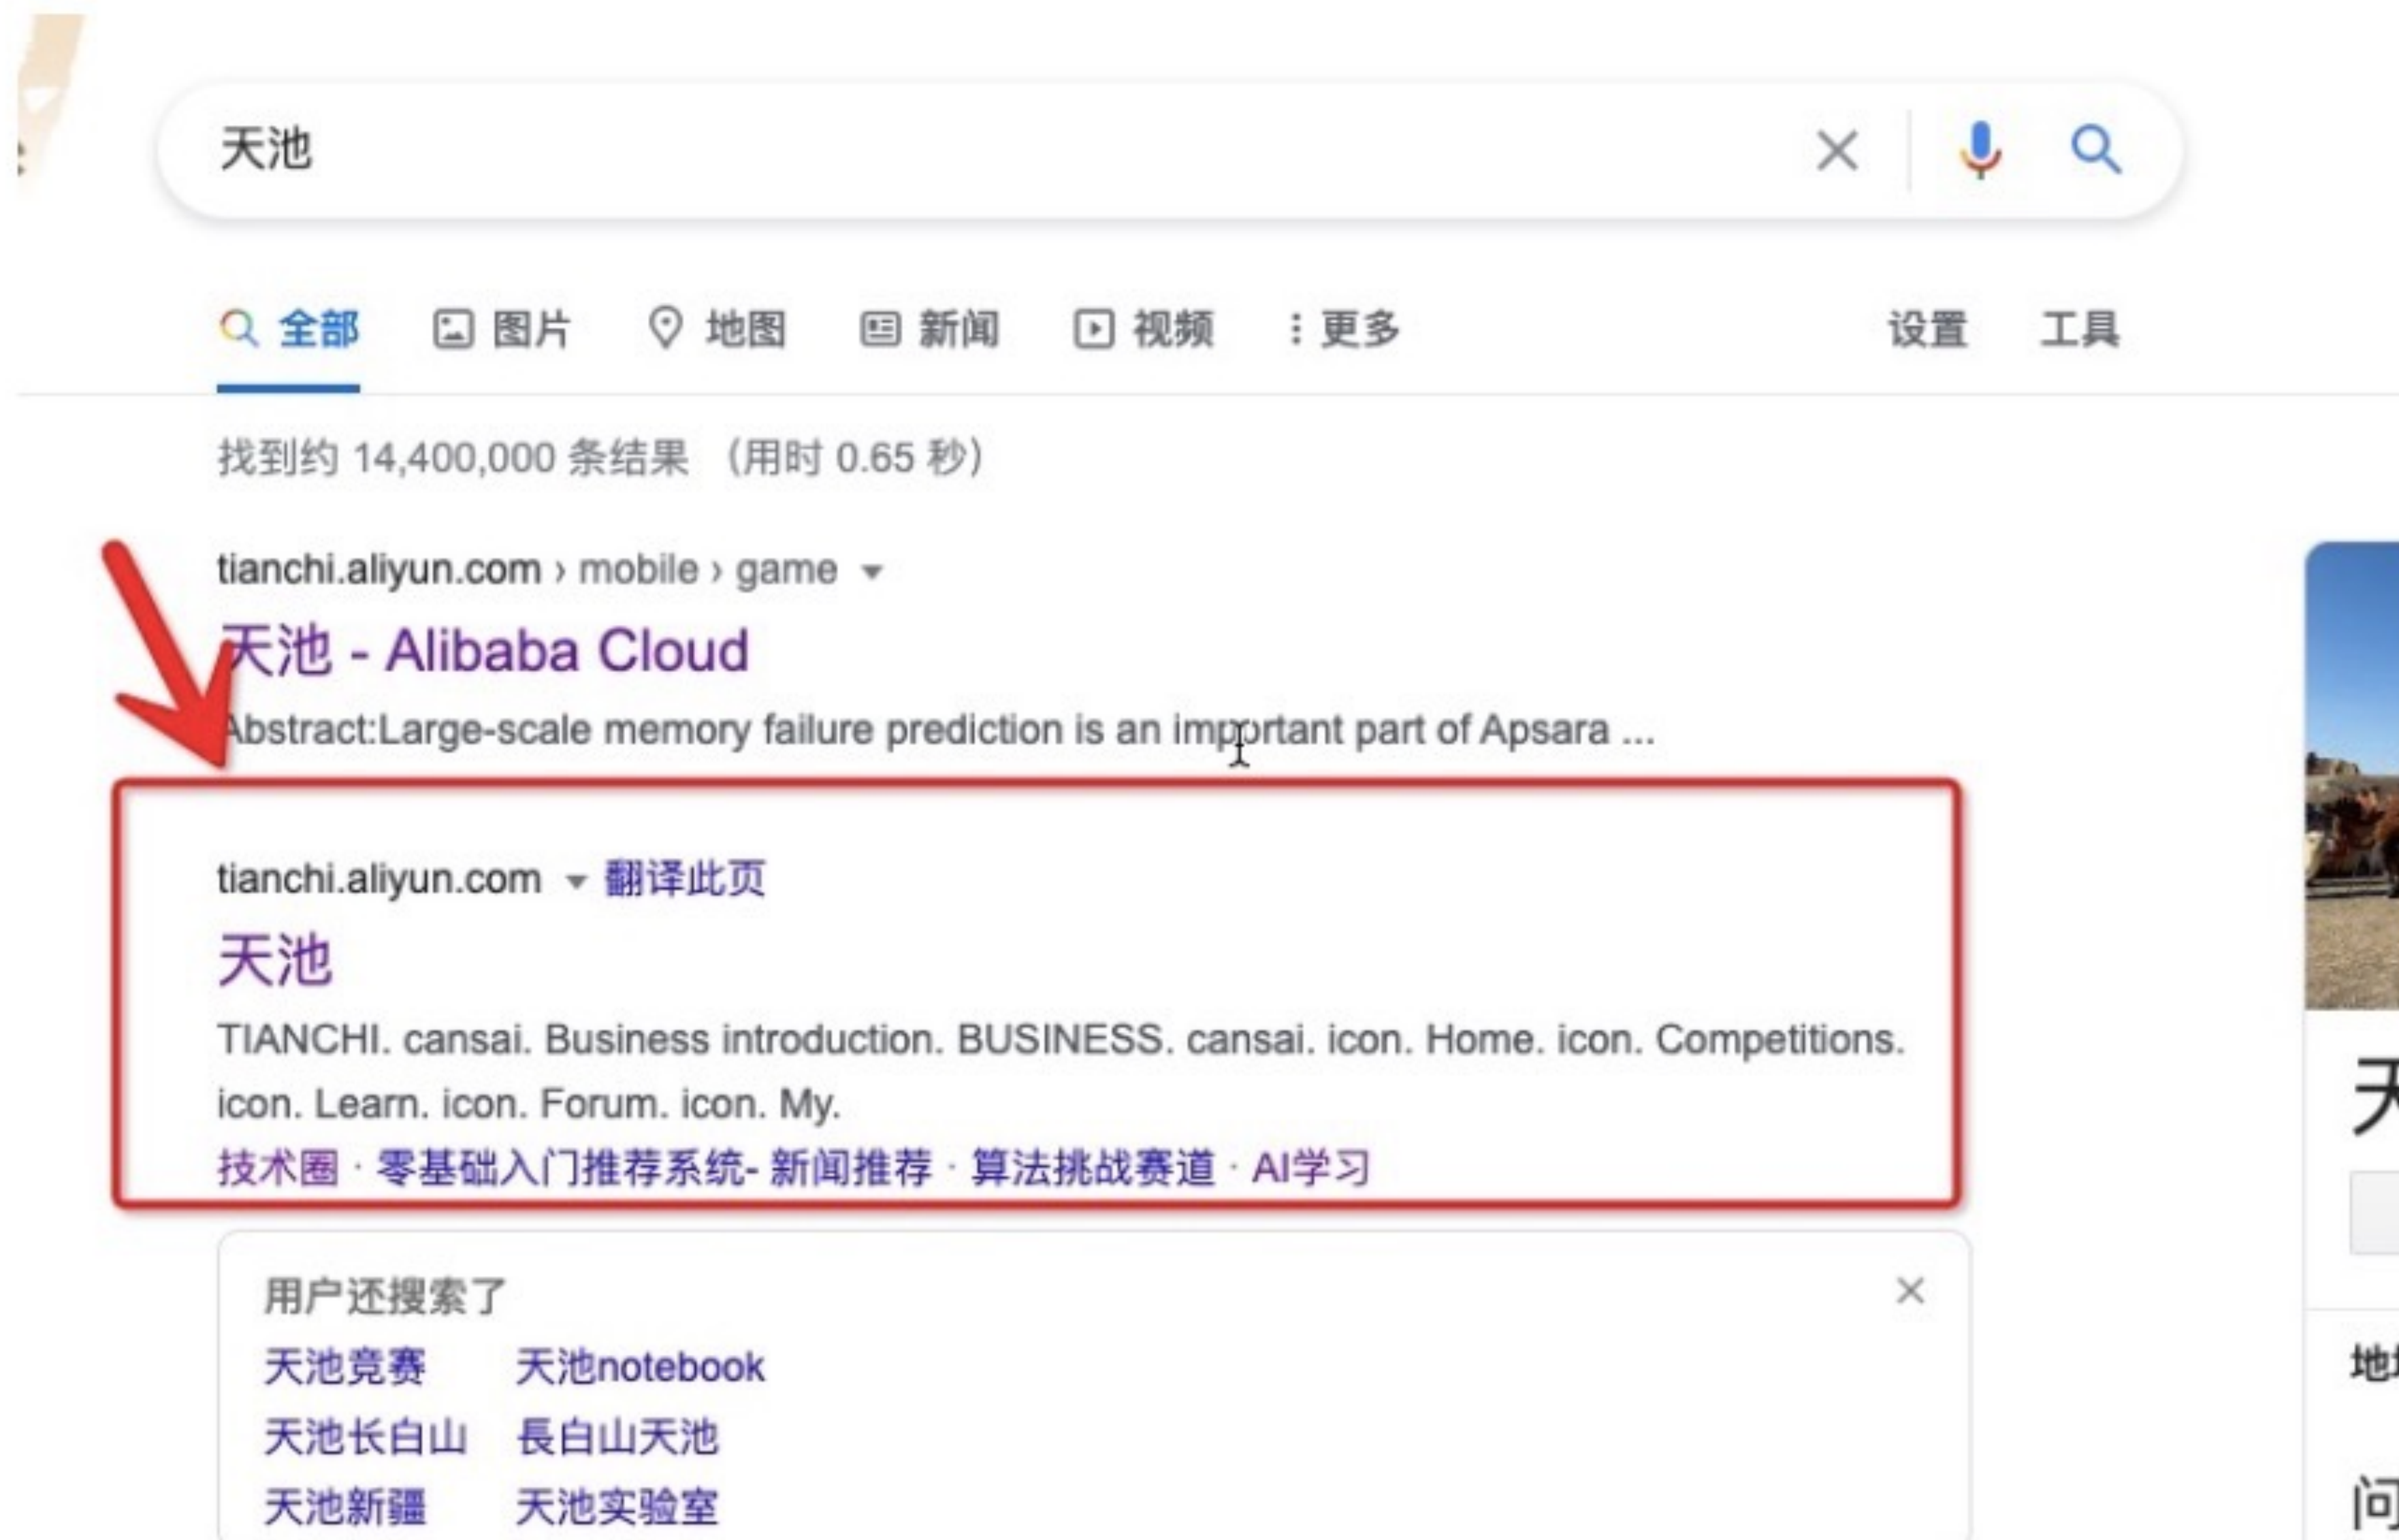 天池
全部 图片 地图 新闻 视频 更多 设置 工具
找到约 14,400,000 条结果 （用时 0.65 秒）
tianchi.aliyun.com › mobile › game
天池 - Alibaba Cloud
Abstract:Large-scale memory failure prediction is an important part of Apsara ...
tianchi.aliyun.com 翻译此页
天池
TIANCHI. cansai. Business introduction. BUSINESS. cansai. icon. Home. icon. Competitions.
icon. Learn. icon. Forum. icon. My.
技术圈 · 零基础入门推荐系统- 新闻推荐 · 算法挑战赛道 · AI学习
用户还搜索了
天池竞赛 天池notebook
天池长白山 長白山天池
天池新疆 天池实验室